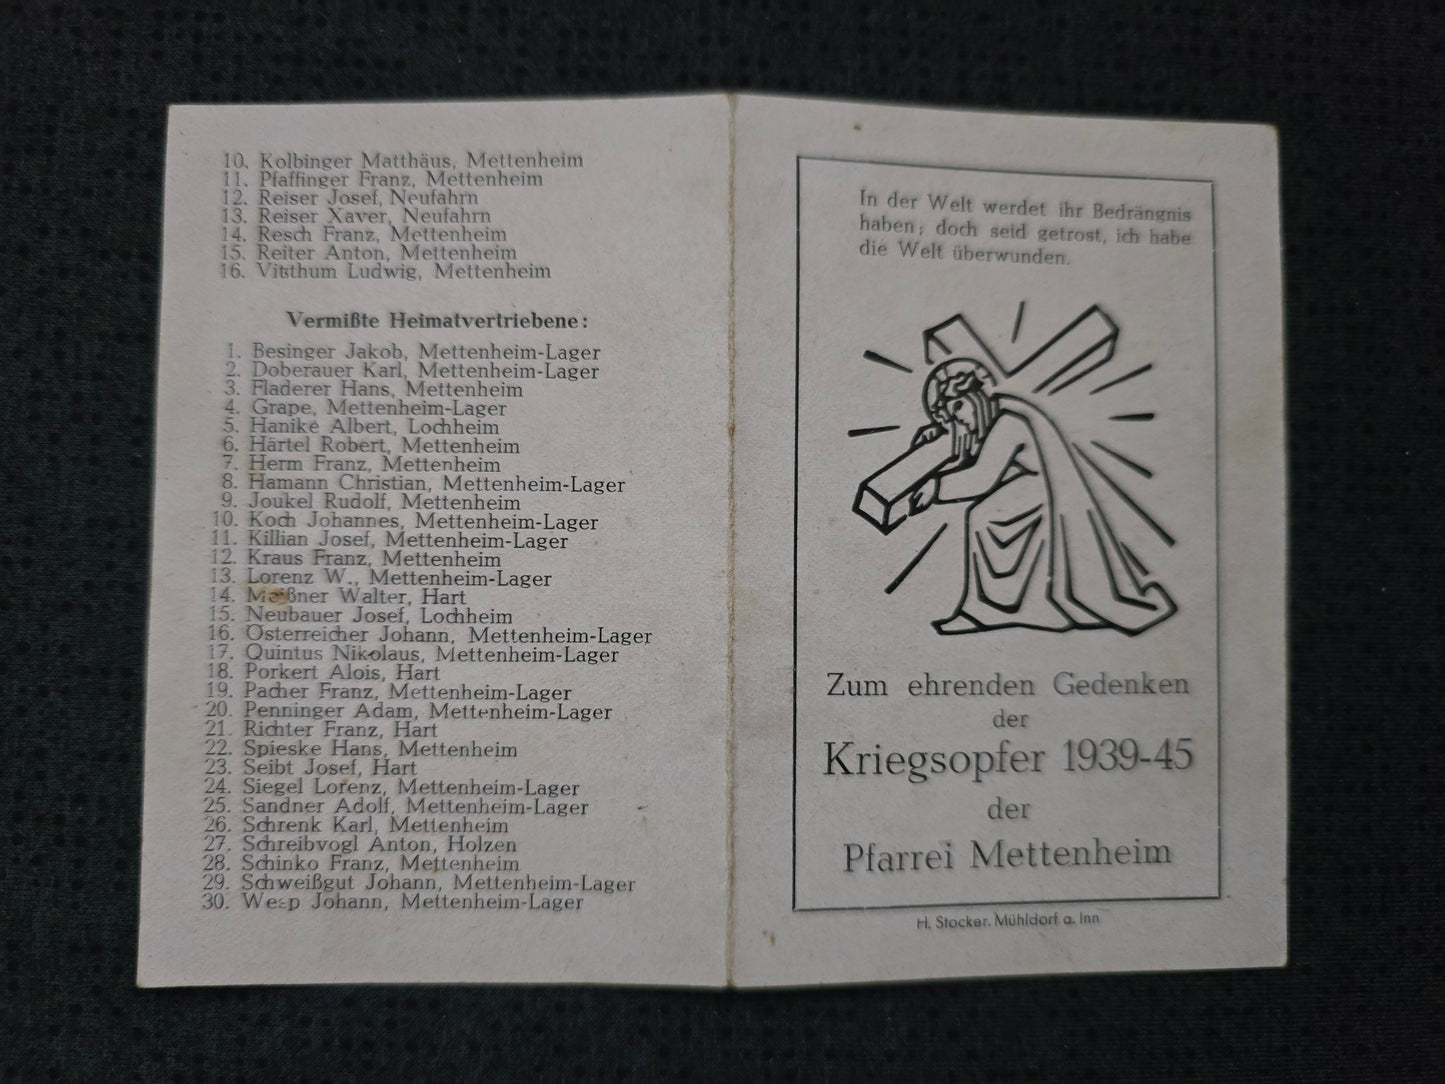 10. Kolbinger Matthäus, Mettenheim
11. Pfaffinger Franz, Mettenheim
12. Reiser Josef, Neufahrn
13. Reiser Xaver, Neufahrn
14. Resch Franz, Mettenheim
15. Reiter Anton, Mettenheim
16. Vitsthum Ludwig, Mettenheim
Vermißte Heimatvertriebene:
1. Besinger Jakob, Mettenheim-Lager
2. Doberauer Karl, Mettenheim-Lager
3. Fladerer Hans, Mettenheim
4. Grape, Mettenheim-Lager
5. Hanike Albert, Lochheim
6. Härtel Robert, Mettenheim
7. Herm Franz, Mettenheim
8. Hamann Christian, Mettenheim-Lager
9. Joukel Rudolf, Mettenheim
10. Koch Johannes, Mettenheim-Lager
11. Killian Josef, Mettenheim-Lager
12. Kraus Franz, Mettenheim
13. Lorenz W., Mettenheim-Lager
14. Meißner Walter, Hart
15. Neubauer Josef, Lochheim
16. Österreicher Johann, Mettenheim-Lager
17. Quintus Nikolaus, Mettenheim-Lager
18. Porkert Alois, Hart
19. Pacher Franz, Mettenheim-Lager
20. Penninger Adam, Mettenheim-Lager
21. Richter Franz, Hart
22. Spieske Hans, Mettenheim
23. Seibt Josef, Hart
24. Siegel Lorenz, Mettenheim-Lager
25. Sandner Adolf, Mettenheim-Lager
26. Schrenk Karl, Mettenheim
27. Schreibvogl Anton, Holzen
28. Schinko Franz, Mettenheim
29. Schweißgut Johann, Mettenheim-Lager
30. Johann, Mettenheim-Lager
In der Welt werdet ihr Bedrängnis
haben; doch seid getrost, ich habe
die Welt überwunden.
Zum ehrenden Gedenken
der
Kriegsopfer 1939-45
der
Pfarrei Mettenheim
H. Stocker. Mühldorf a. Inn